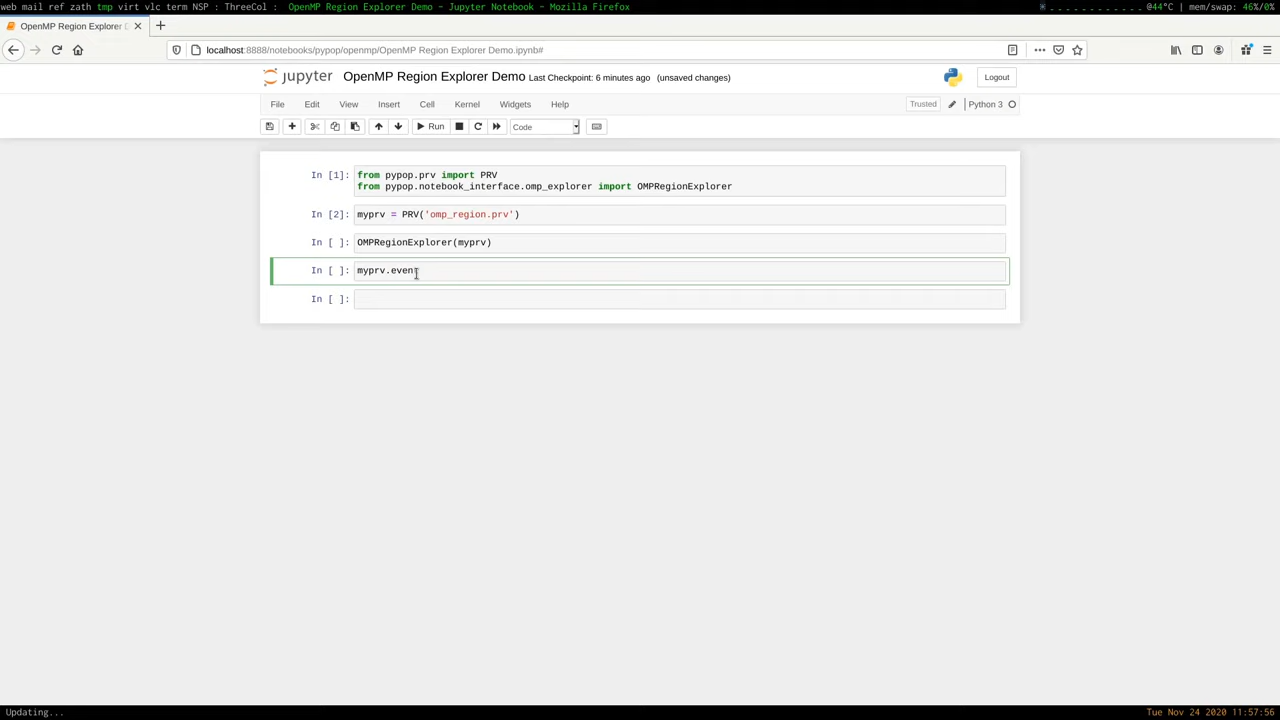 web mail ref zath tmp virt vlc term NSP : ThreeCol : OpenMP Region Explorer Demo - Jupyter Notebook - Mozilla Firefox
@44°C | mem/swap: 46%/0%
OpenMP Region Explorer D
localhost:8888/notebooks/pypop/openmp/OpenMP Region Explorer Demo.ipynb#
jupyter OpenMP Region Explorer Demo Last Checkpoint: 6 minutes ago (unsaved changes)
Logout
File Edit View Insert Cell Kernel Widgets Help
Trusted Python 3
Run Code
In [1]: from pypop.prv import PRV
from pypop.notebook_interface.omp_explorer import OMPRegionExplorer
In [2]: myprv = PRV('omp_region.prv')
In [ ]: OMPRegionExplorer(myprv)
In [ ]: myprv.even
In [ ]:
Updating...
Tue Nov 24 2020 11:57:56